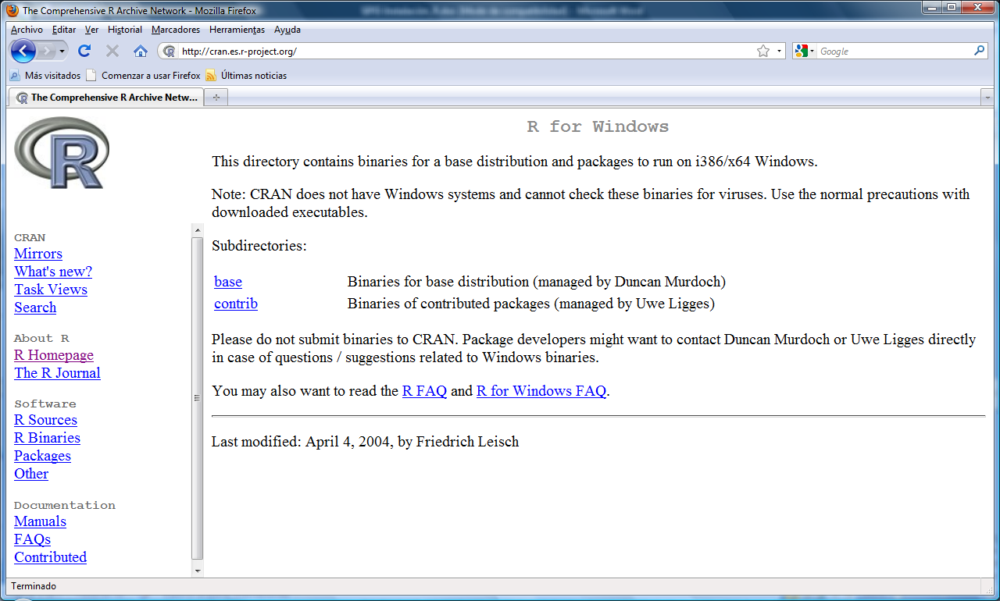 The Comprehensive R Archive Network - Mozilla Firefox
Archivo Editar Ver Historial Marcadores Herramientas Ayuda
http://cran.es.r-project.org/
Google
Más visitados Comenzar a usar Firefox Últimas noticias
The Comprehensive R Archive Netw...
R
CRAN
Mirrors
What's new?
Task Views
Search
About R
R Homepage
The R Journal
Software
R Sources
R Binaries
Packages
Other
Documentation
Manuals
FAQs
Contributed
R for Windows
This directory contains binaries for a base distribution and packages to run on i386/x64 Windows.
Note: CRAN does not have Windows systems and cannot check these binaries for viruses. Use the normal precautions with
downloaded executables.
Subdirectories:
base Binaries for base distribution (managed by Duncan Murdoch)
contrib Binaries of contributed packages (managed by Uwe Ligges)
Please do not submit binaries to CRAN. Package developers might want to contact Duncan Murdoch or Uwe Ligges directly
in case of questions / suggestions related to Windows binaries.
You may also want to read the R FAQ and R for Windows FAQ.
Last modified: April 4, 2004, by Friedrich Leisch
Terminado